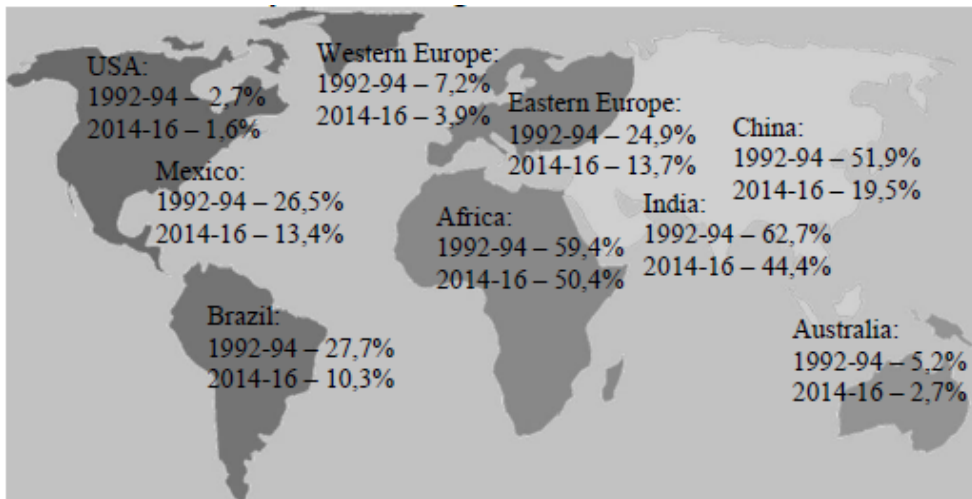 USA:
1992-94 – 2,7%
2014-16 – 1,6%
Western Europe:
1992-94 – 7,2%
2014-16 – 3,9%
Eastern Europe:
1992-94 – 24,9%
2014-16 – 13,7%
China:
1992-94 – 51,9%
2014-16 – 19,5%
Mexico:
1992-94 – 26,5%
2014-16 – 13,4%
Africa:
1992-94 – 59,4%
2014-16 – 50,4%
India:
1992-94 – 62,7%
2014-16 – 44,4%
Brazil:
1992-94 – 27,7%
2014-16 – 10,3%
Australia:
1992-94 – 5,2%
2014-16 – 2,7%